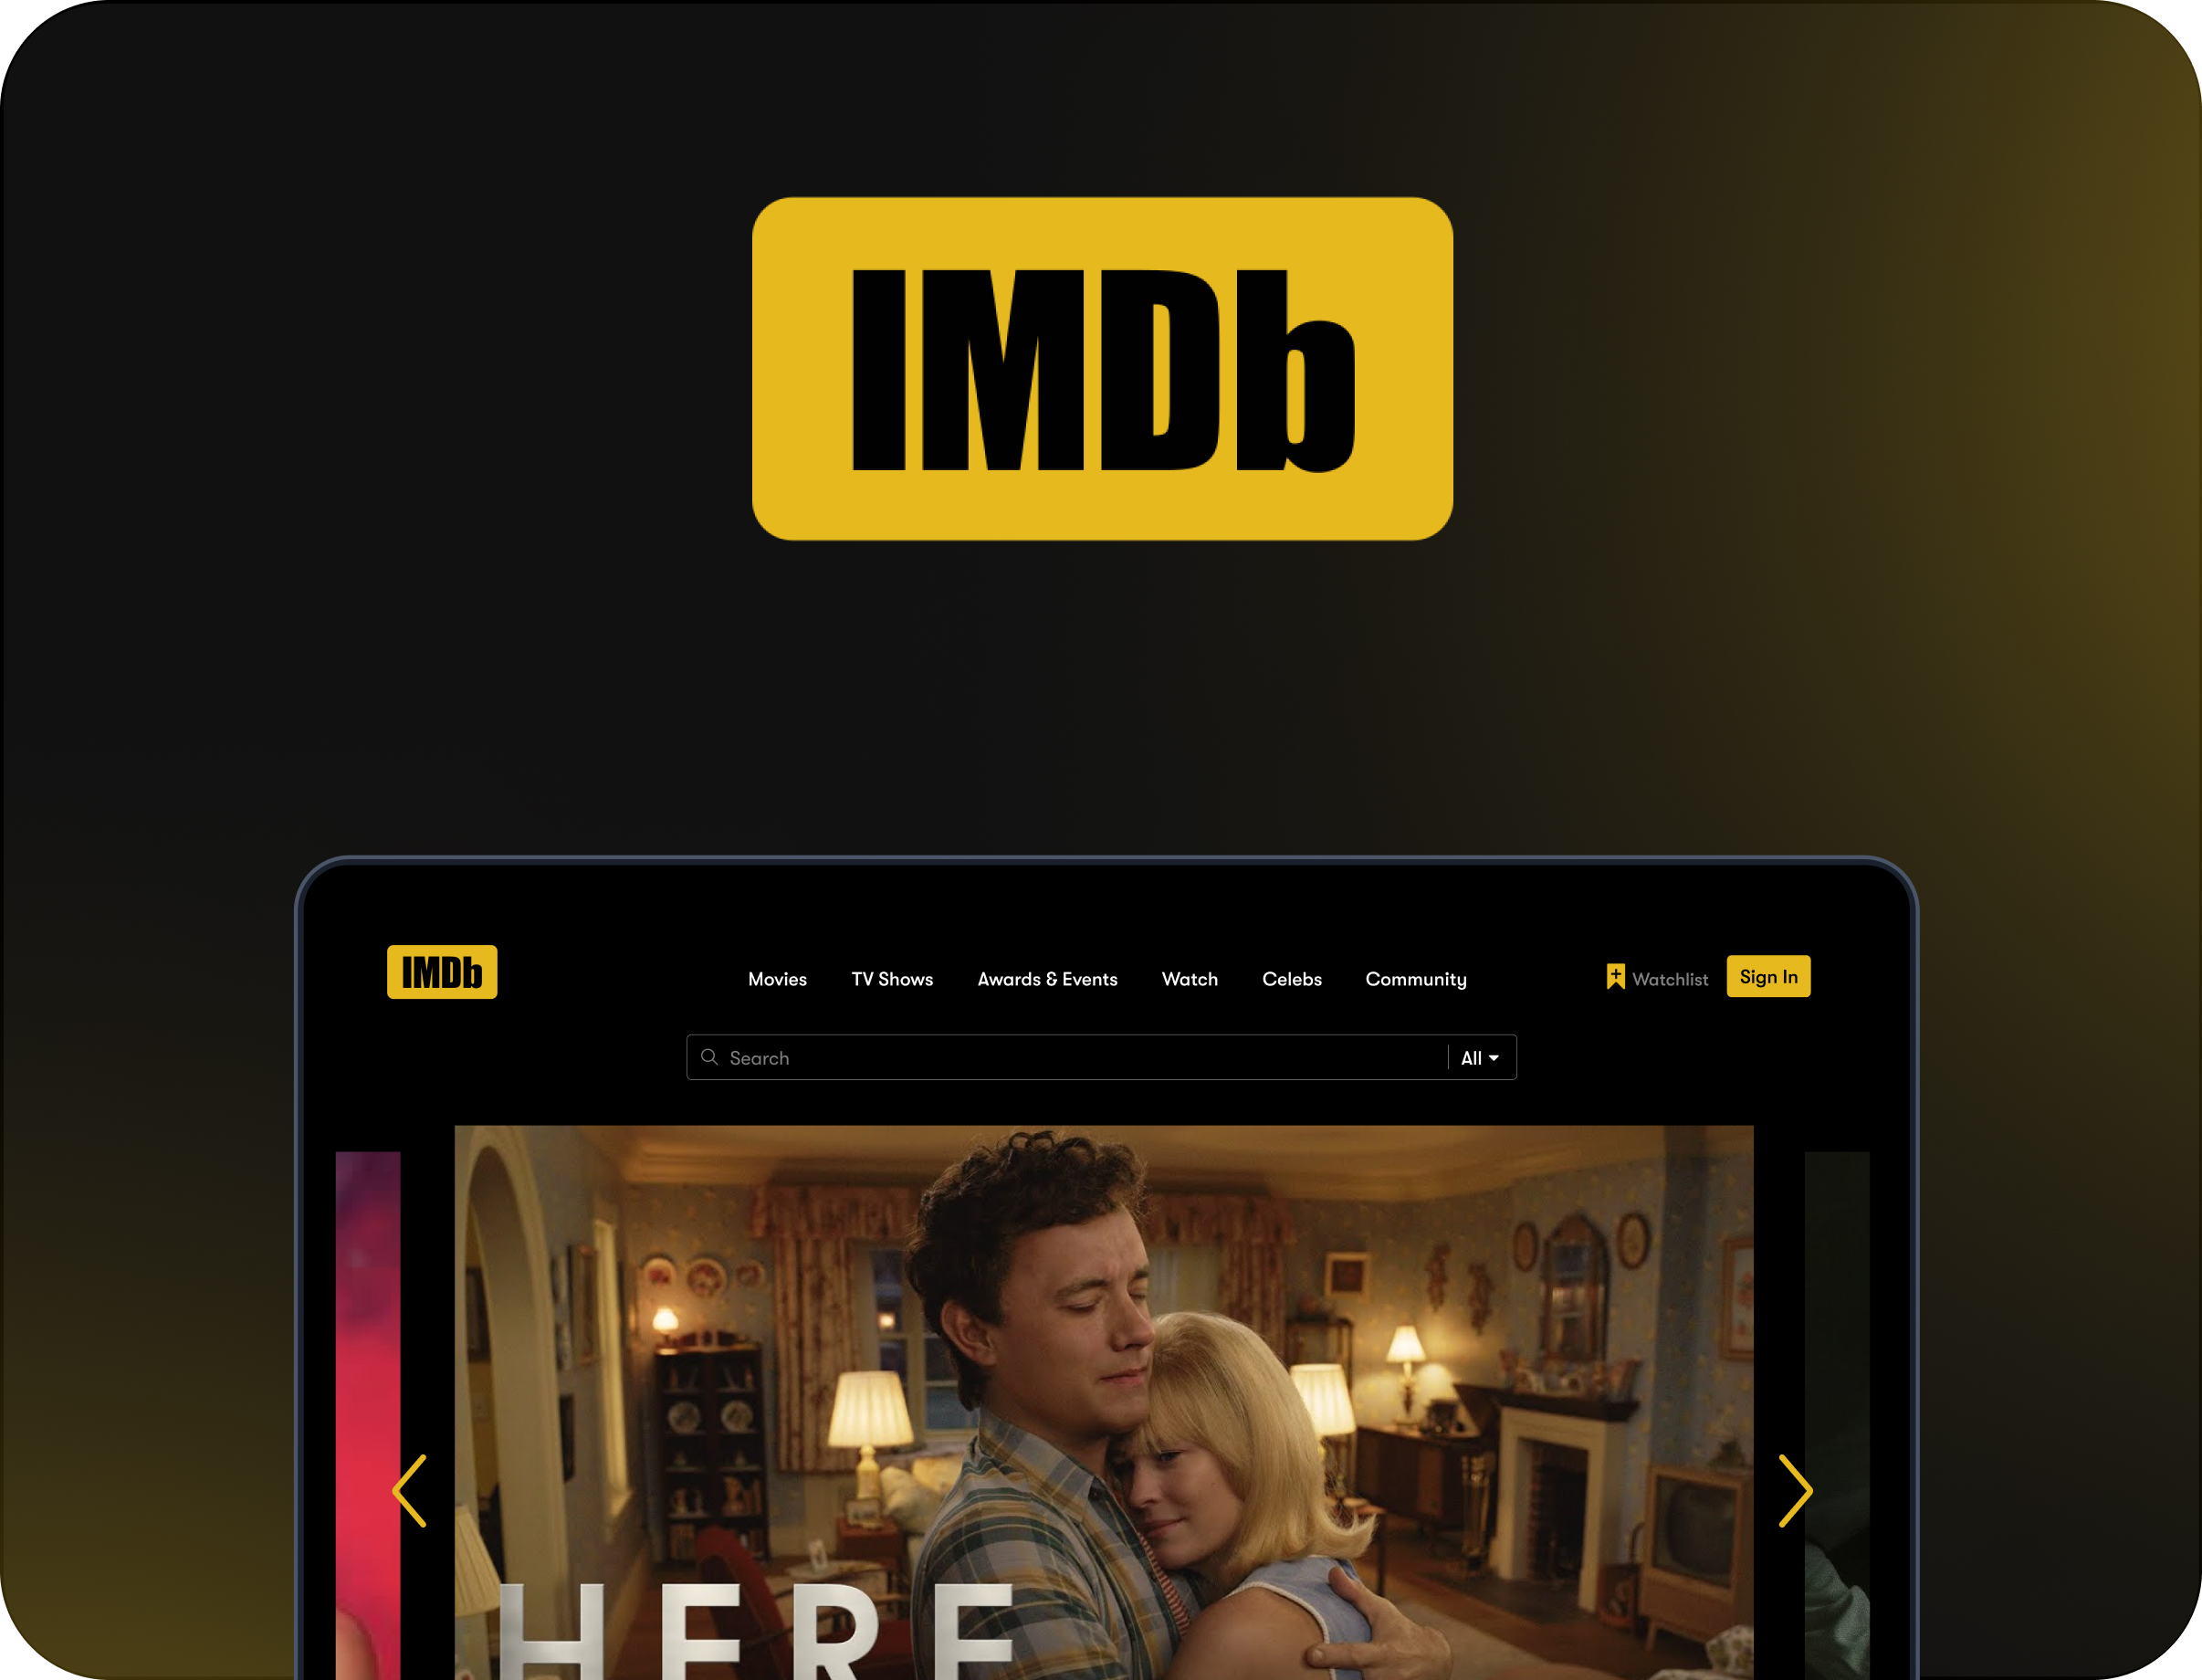 IMDb
IMDb Movies TV Shows Awards & Events Watch Celebs Community Watchlist Sign In
Search All
HERE